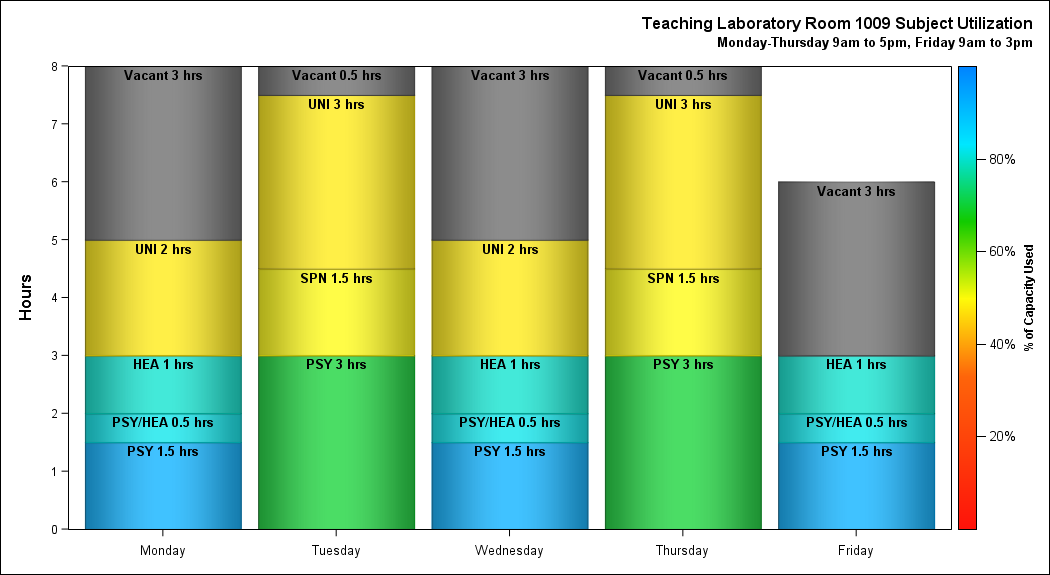 Teaching Laboratory Room 1009 Subject Utilization
Monday-Thursday 9am to 5pm, Friday 9am to 3pm
Hours
8
7
6
5
4
3
2
1
0
Vacant 3 hrs
UNI 2 hrs
HEA 1 hrs
PSY/HEA 0.5 hrs
PSY 1.5 hrs
Monday
Vacant 0.5 hrs
UNI 3 hrs
SPN 1.5 hrs
PSY 3 hrs
Tuesday
Vacant 3 hrs
UNI 2 hrs
HEA 1 hrs
PSY/HEA 0.5 hrs
PSY 1.5 hrs
Wednesday
Vacant 0.5 hrs
UNI 3 hrs
SPN 1.5 hrs
PSY 3 hrs
Thursday
Vacant 3 hrs
HEA 1 hrs
PSY/HEA 0.5 hrs
PSY 1.5 hrs
Friday
80%
60%
40%
20%
% of Capacity Used